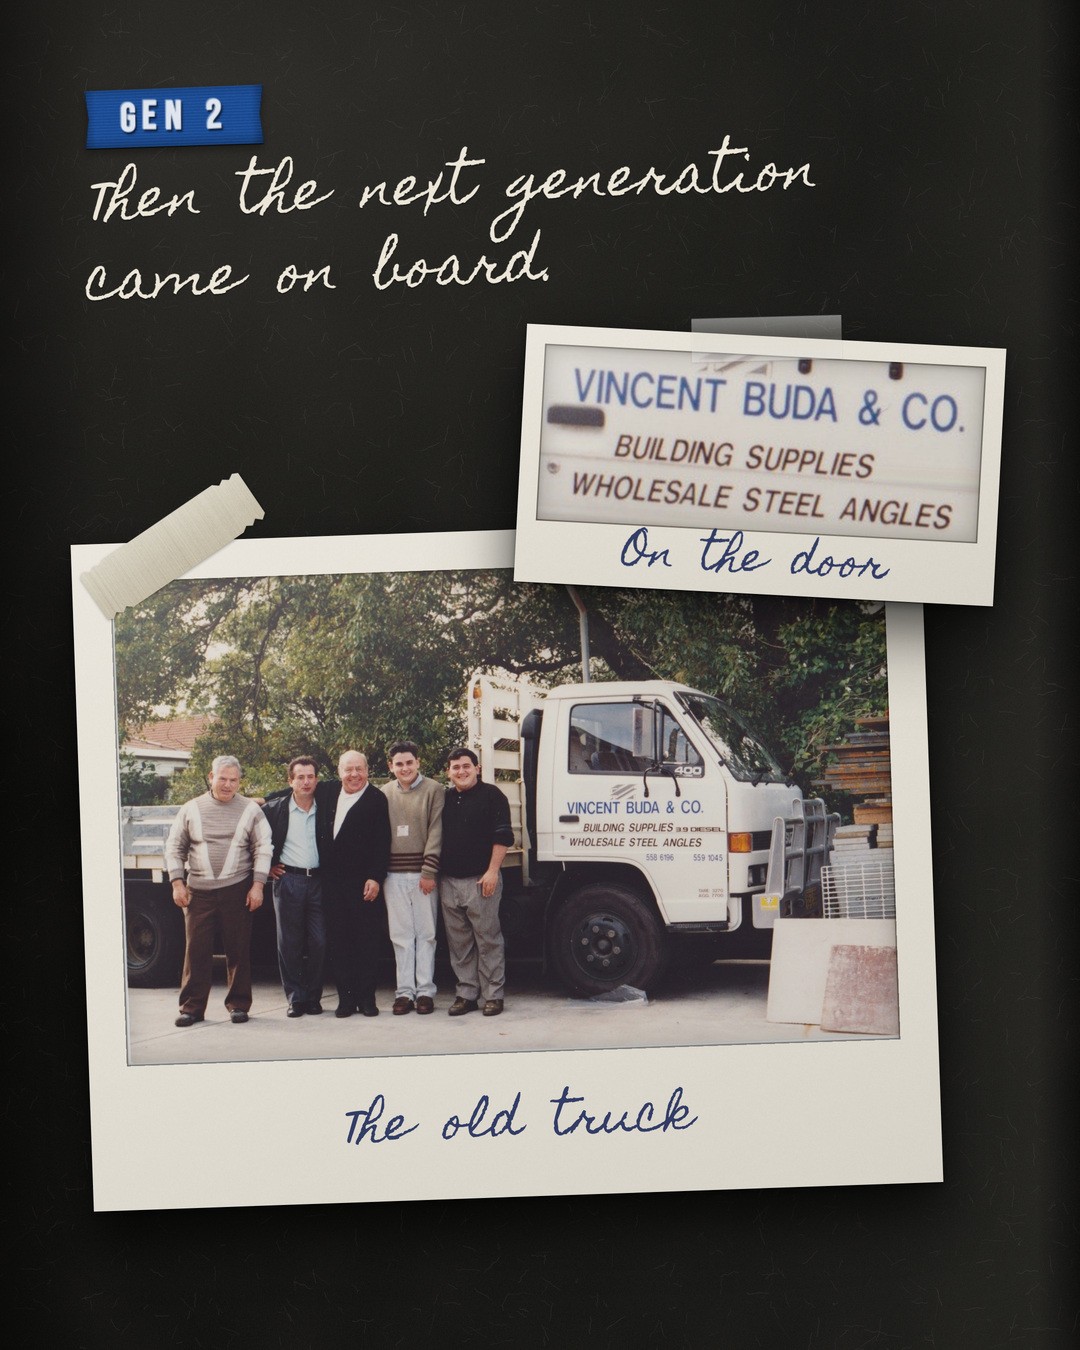 GEN 2
Then the next generation
came on board.
VINCENT BUDA & CO.
BUILDING SUPPLIES
WHOLESALE STEEL ANGLES
On the door
400
VINCENT BUDA & CO.
BUILDING SUPPLIES 3.9 DIESEL
WHOLESALE STEEL ANGLES
558 6196 559 1045
The old truck